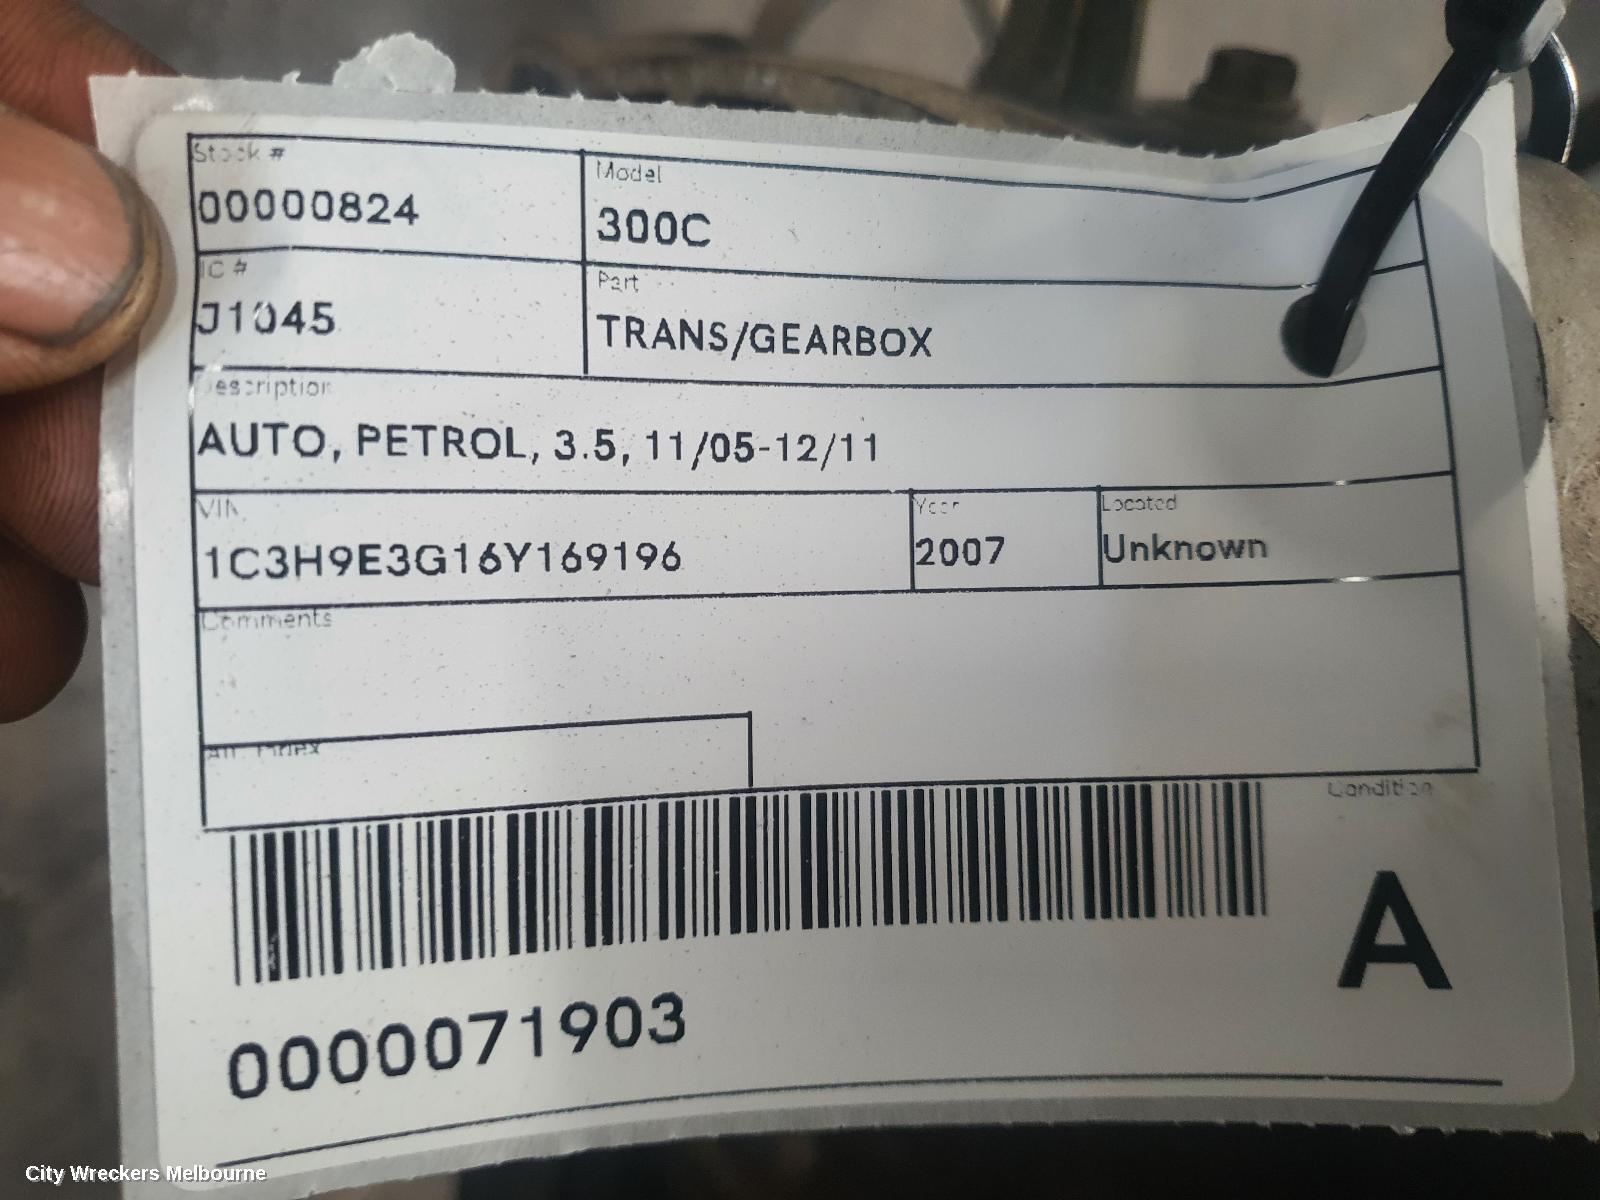 Stock #
00000824
Model
300C
IC #
J1045
Part
TRANS/GEARBOX
Description
AUTO, PETROL, 3.5, 11/05-12/11
VIN
1C3H9E3G16Y169196
Year
2007
Located
Unknown
Comments
Index
Condition
A
0000071903
City Wreckers Melbourne